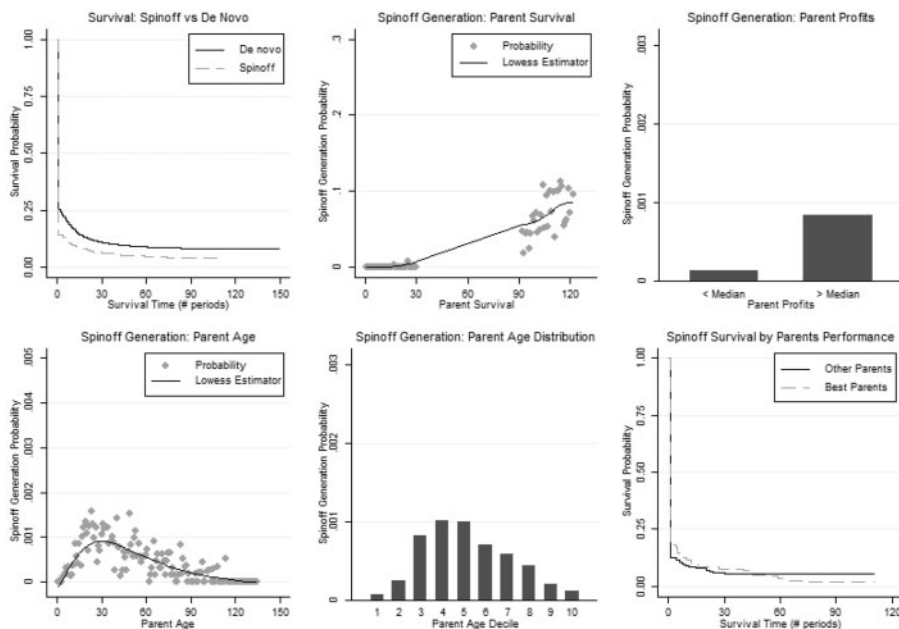 Survival: Spinoff vs De Novo
Survival Probability
1.00
0.75
0.50
0.25
0.00
De novo
Spinoff
0 30 60 90 120 150
Survival Time (# periods)
Spinoff Generation: Parent Survival
Spinoff Generation Probability
.3
.2
.1
0
Probability
Lowess Estimator
0 30 60 90 120
Parent Survival
Spinoff Generation: Parent Profits
Spinoff Generation Probability
.003
.002
.001
0
< Median > Median
Parent Profits
Spinoff Generation: Parent Age
Spinoff Generation Probability
.005
.004
.003
.002
.001
0
Probability
Lowess Estimator
0 30 60 90 120 150
Parent Age
Spinoff Generation: Parent Age Distribution
Spinoff Generation Probability
.003
.002
.001
0
1 2 3 4 5 6 7 8 9 10
Parent Age Decile
Spinoff Survival by Parents Performance
Survival Probability
1.00
0.75
0.50
0.25
0.00
Other Parents
Best Parents
0 30 60 90 120
Survival Time (# periods)